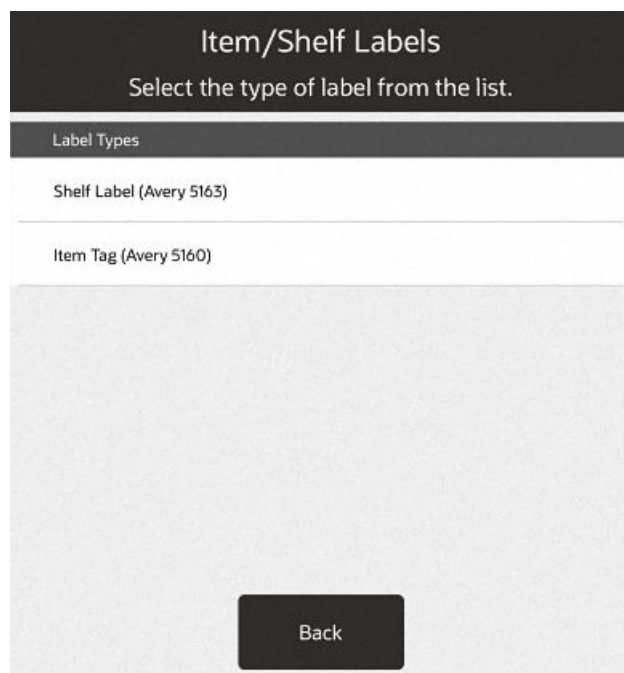 Item/Shelf Labels
Select the type of label from the list.
Label Types
Shelf Label (Avery 5163)
Item Tag (Avery 5160)
Back